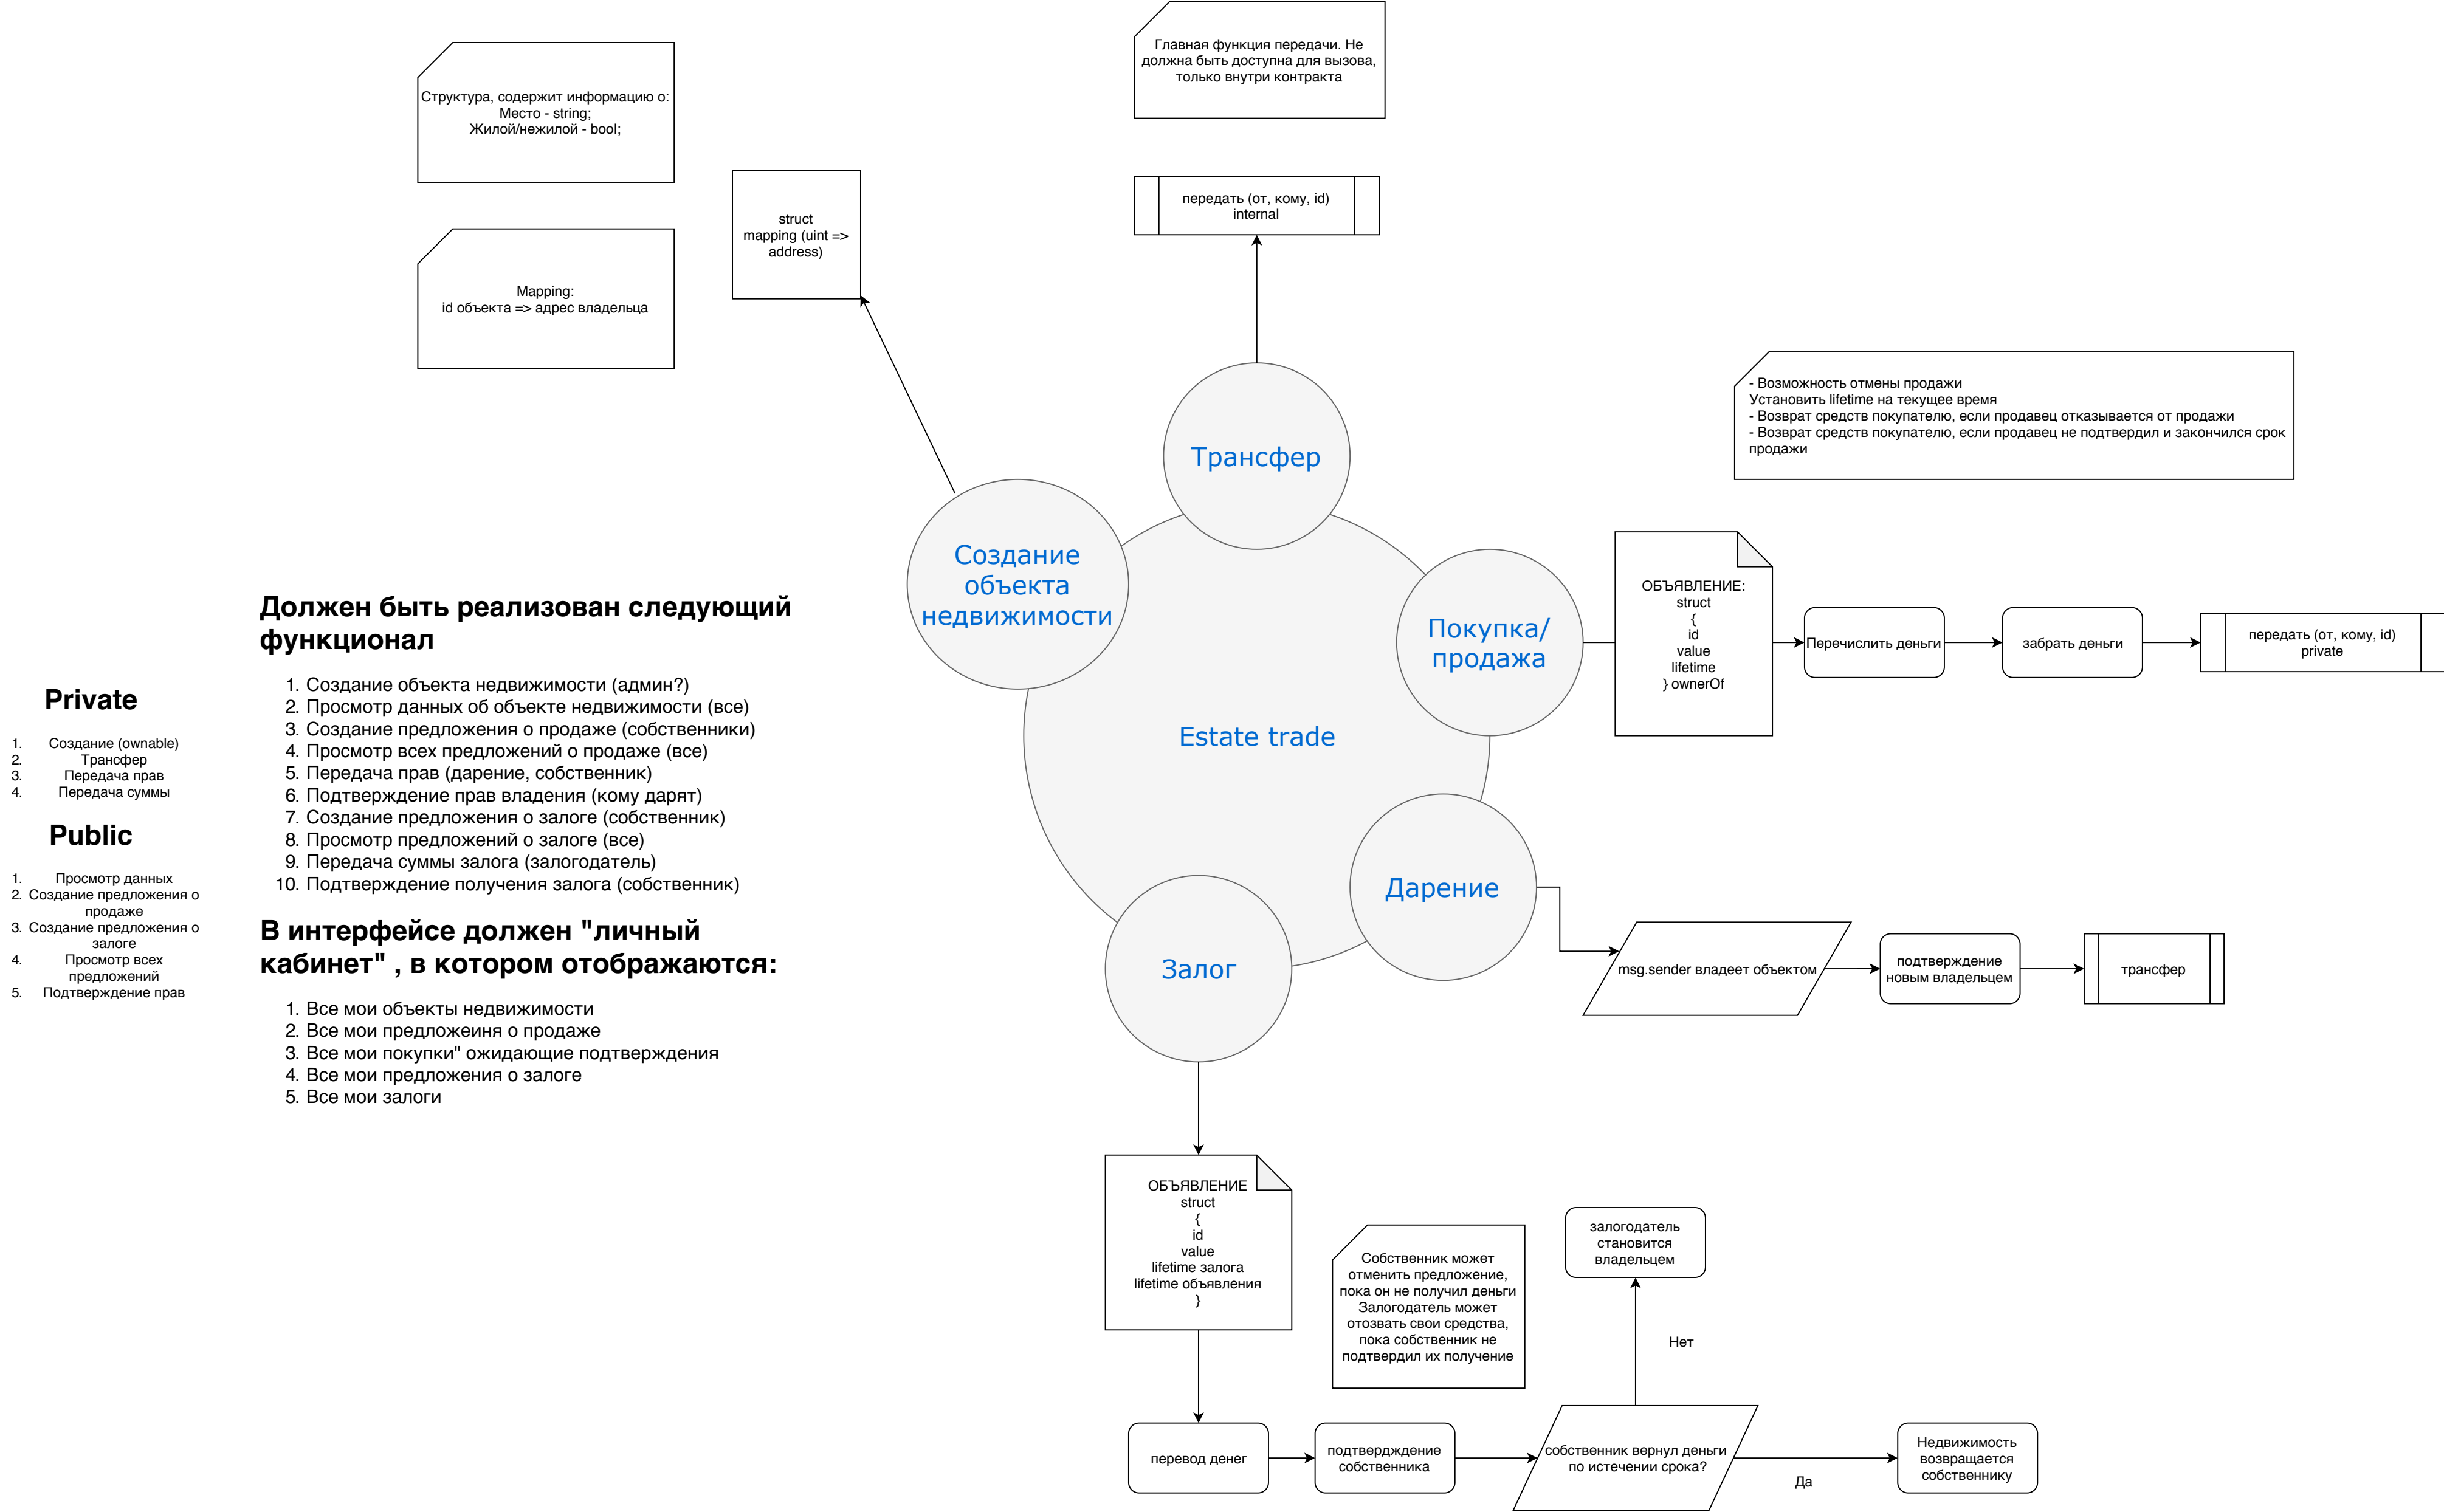 Главная функция передачи. Не
должна быть доступна для вызова,
только внутри контракта
Структура, содержит информацию о:
Место - string;
Жилой/нежилой - bool;
struct
mapping (uint =>
address)
передать (от, кому, id)
internal
Mapping:
id объекта => адрес владельца
- Возможность отмены продажи
Установить lifetime на текущее время
- Возврат средств покупателю, если продавец отказывается от продажи
- Возврат средств покупателю, если продавец не подтвердил и закончился срок
продажи
Трансфер
Создание
объекта
недвижимости
Покупка/
продажа
ОБЪЯВЛЕНИЕ:
struct
{
id
value
lifetime
} ownerOf
Перечислить деньги
забрать деньги
передать (от, кому, id)
private
Estate trade
Должен быть реализован следующий
функционал
1. Создание объекта недвижимости (админ?)
2. Просмотр данных об объекте недвижимости (все)
3. Создание предложения о продаже (собственники)
4. Просмотр всех предложений о продаже (все)
5. Передача прав (дарение, собственник)
6. Подтверждение прав владения (кому дарят)
7. Создание предложения о залоге (собственник)
8. Просмотр предложений о залоге (все)
9. Передача суммы залога (залогодатель)
10. Подтверждение получения залога (собственник)
В интерфейсе должен "личный
кабинет" , в котором отображаются:
1. Все мои объекты недвижимости
2. Все мои предложеиня о продаже
3. Все мои покупки" ожидающие подтверждения
4. Все мои предложения о залоге
5. Все мои залоги
Private
1. Создание (ownable)
2. Трансфер
3. Передача прав
4. Передача суммы
Public
1. Просмотр данных
2. Создание предложения о
продаже
3. Создание предложения о
залоге
4. Просмотр всех
предложений
5. Подтверждение прав
Дарение
msg.sender владеет объектом
подтверждение
новым владельцем
трансфер
Залог
ОБЪЯВЛЕНИЕ
struct
{
id
value
lifetime залога
lifetime объявления
}
Собственник может
отменить предложение,
пока он не получил деньги
Залогодатель может
отозвать свои средства,
пока собственник не
подтвердил их получение
залогодатель
становится
владельцем
Нет
перевод денег
подтвердждение
собственника
собственник вернул деньги
по истечении срока?
Да
Недвижимость
возвращается
собственнику